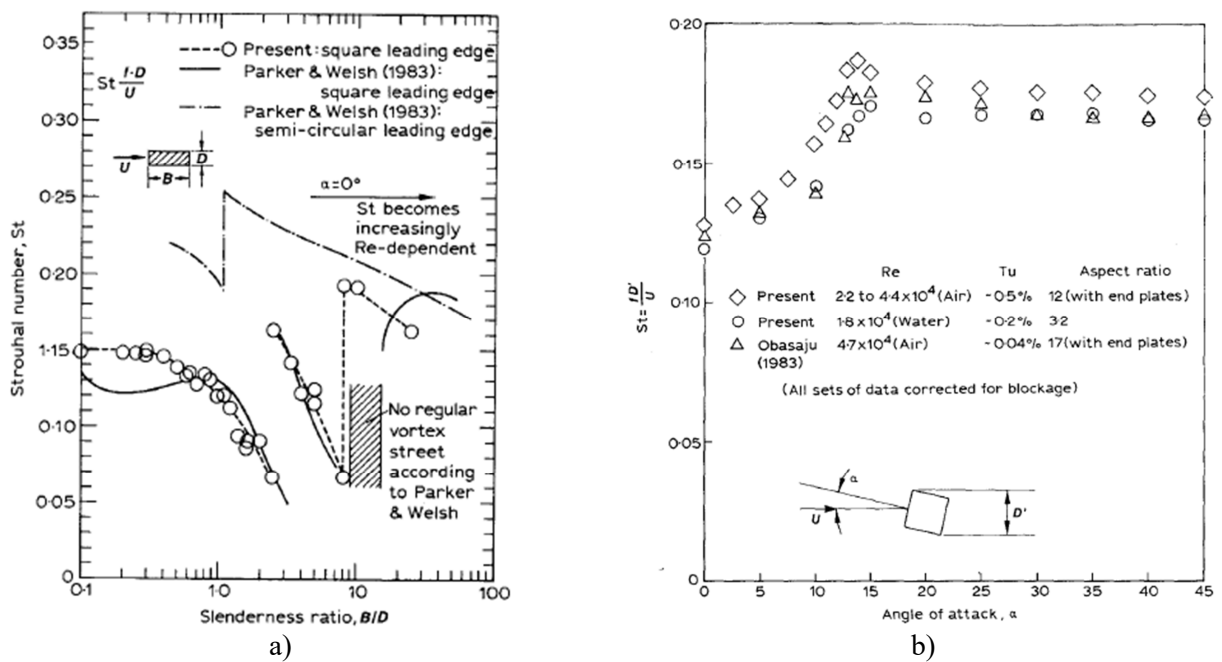 0·35
0·30
0·25
0·20
1·15
0·10
0·05
0
Strouhal number, St
St f·D
U
Present: square leading edge
Parker & Welsh (1983):
square leading edge
Parker & Welsh (1983):
semi-circular leading edge
U
D
B
α=0°
St becomes
increasingly
Re-dependent
No regular
vortex
street
according
to Parker
& Welsh
0·1
1·0
10
100
Slenderness ratio, B/D
a)
0·20
0·15
0·10
0·05
0
St=fD'
U
Re Tu Aspect ratio
Present 2·2 to 4·4×10⁴(Air) ~0·5% 12(with end plates)
Present 1·8×10⁴(Water) ~0·2% 3·2
Obasaju 4·7×10⁴(Air) ~0·04% 17(with end plates)
(1983)
(All sets of data corrected for blockage)
α
U
D'
0 5 10 15 20 25 30 35 40 45
Angle of attack, α
b)